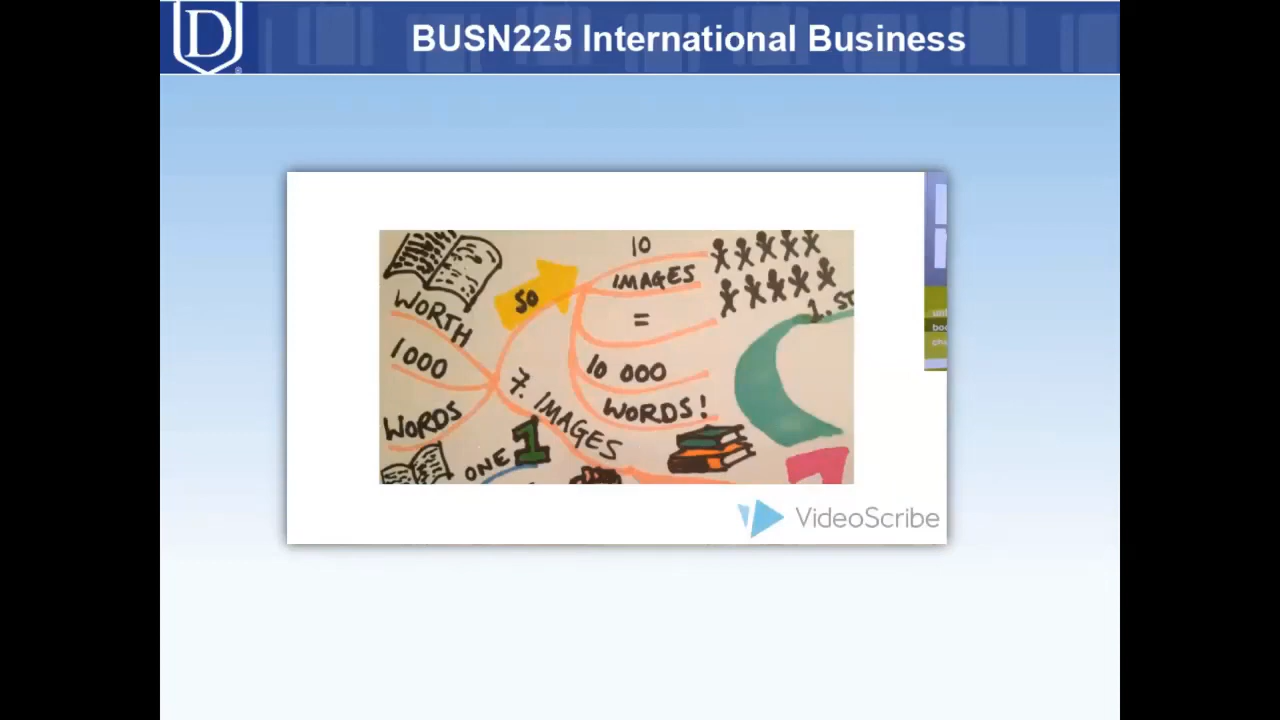 BUSN225 International Business
D
®
10
IMAGES
=
10 000
WORDS!
SO
WORTH
1000
WORDS
7. IMAGES
ONE 1
1. ST
VideoScribe